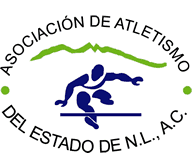 ASOCIACIÓN DE ATLETISMO
DEL ESTADO DE N.L., A.C.